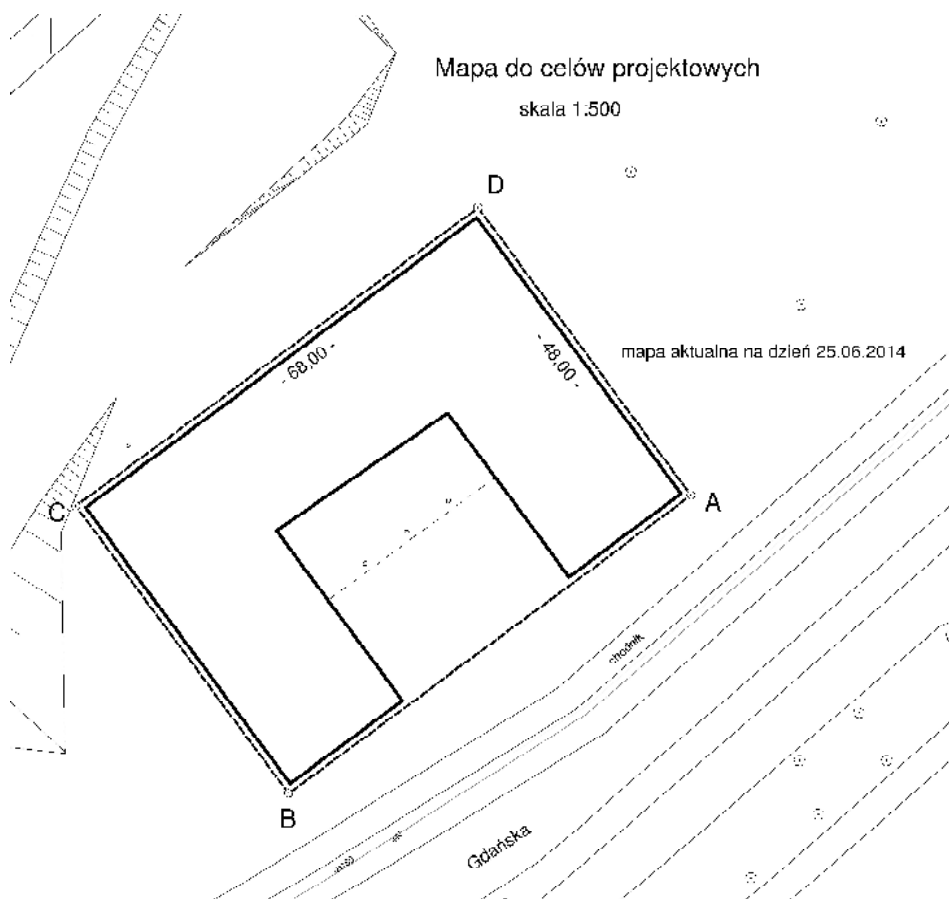 Mapa do celów projektowych
skala 1:500
D
- 68,00 -
- 48,00 -
mapa aktualna na dzień 25.06.2014
C
A
chodnik
B
Gdańska